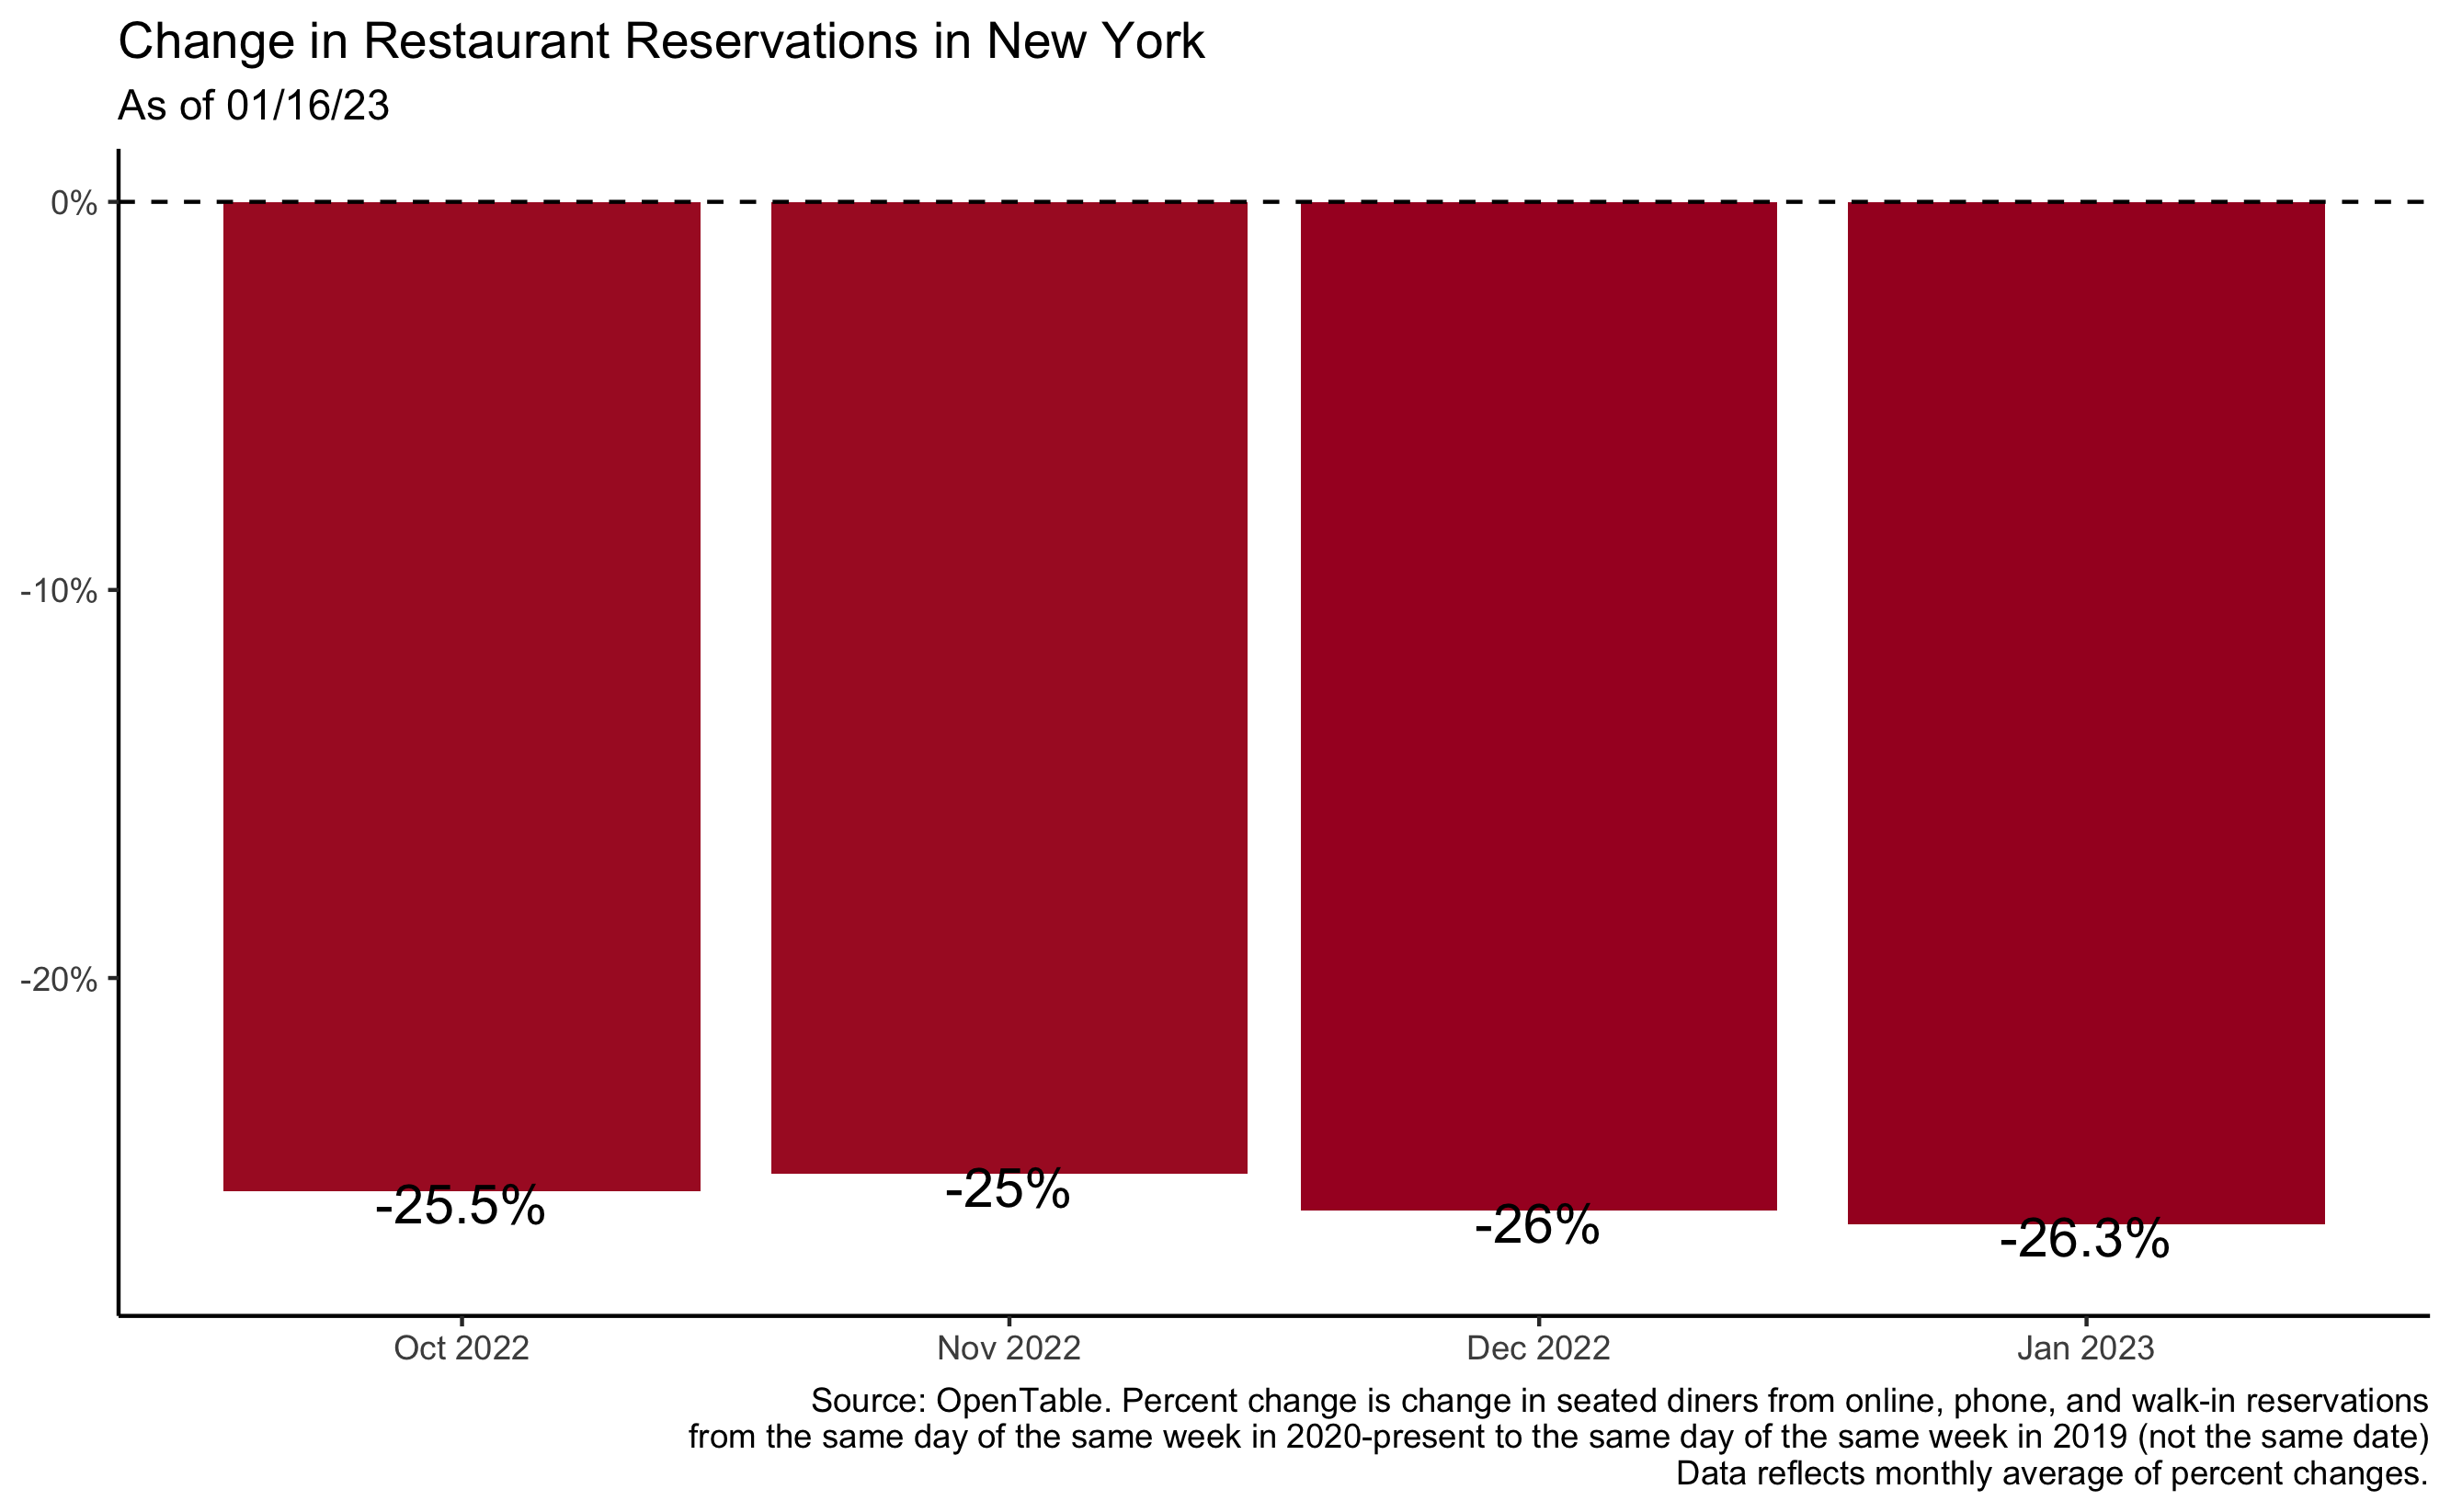 Change in Restaurant Reservations in New York
As of 01/16/23
0%
-10%
-20%
-25.5%
-25%
-26%
-26.3%
Oct 2022
Nov 2022
Dec 2022
Jan 2023
Source: OpenTable. Percent change is change in seated diners from online, phone, and walk-in reservations
from the same day of the same week in 2020-present to the same day of the same week in 2019 (not the same date)
Data reflects monthly average of percent changes.